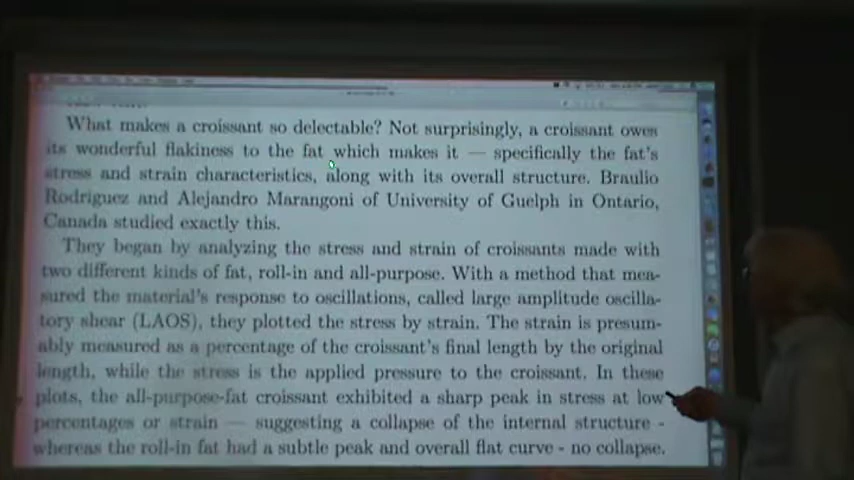 What makes a croissant so delectable? Not surprisingly, a croissant owes
its wonderful flakiness to the fat which makes it — specifically the fat's
stress and strain characteristics, along with its overall structure. Braulio
Rodriguez and Alejandro Marangoni of University of Guelph in Ontario,
Canada studied exactly this.
They began by analyzing the stress and strain of croissants made with
two different kinds of fat, roll-in and all-purpose. With a method that mea-
sured the material's response to oscillations, called large amplitude oscilla-
tory shear (LAOS), they plotted the stress by strain. The strain is presum-
ably measured as a percentage of the croissant's final length by the original
length, while the stress is the applied pressure to the croissant. In these
plots, the all-purpose-fat croissant exhibited a sharp peak in stress at low
percentages or strain — suggesting a collapse of the internal structure -
whereas the roll-in fat had a subtle peak and overall flat curve - no collapse.